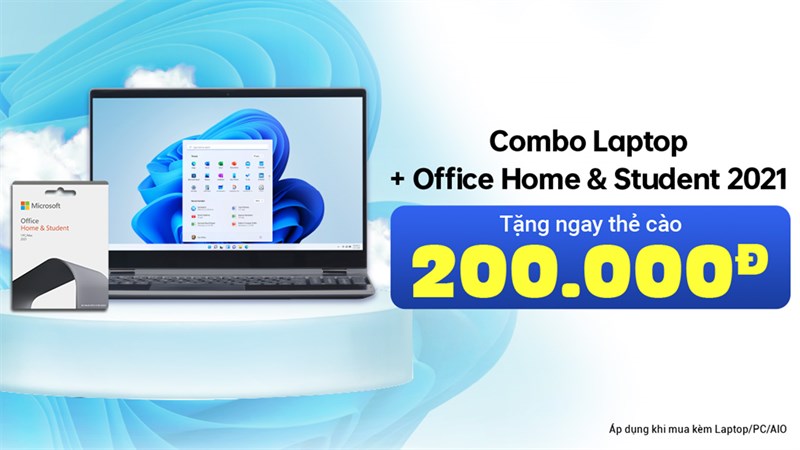 Combo Laptop
+ Office Home & Student 2021
Tặng ngay thẻ cào
200.000Đ
Microsoft
Office
Home & Student
Áp dụng khi mua kèm Laptop/PC/AIO